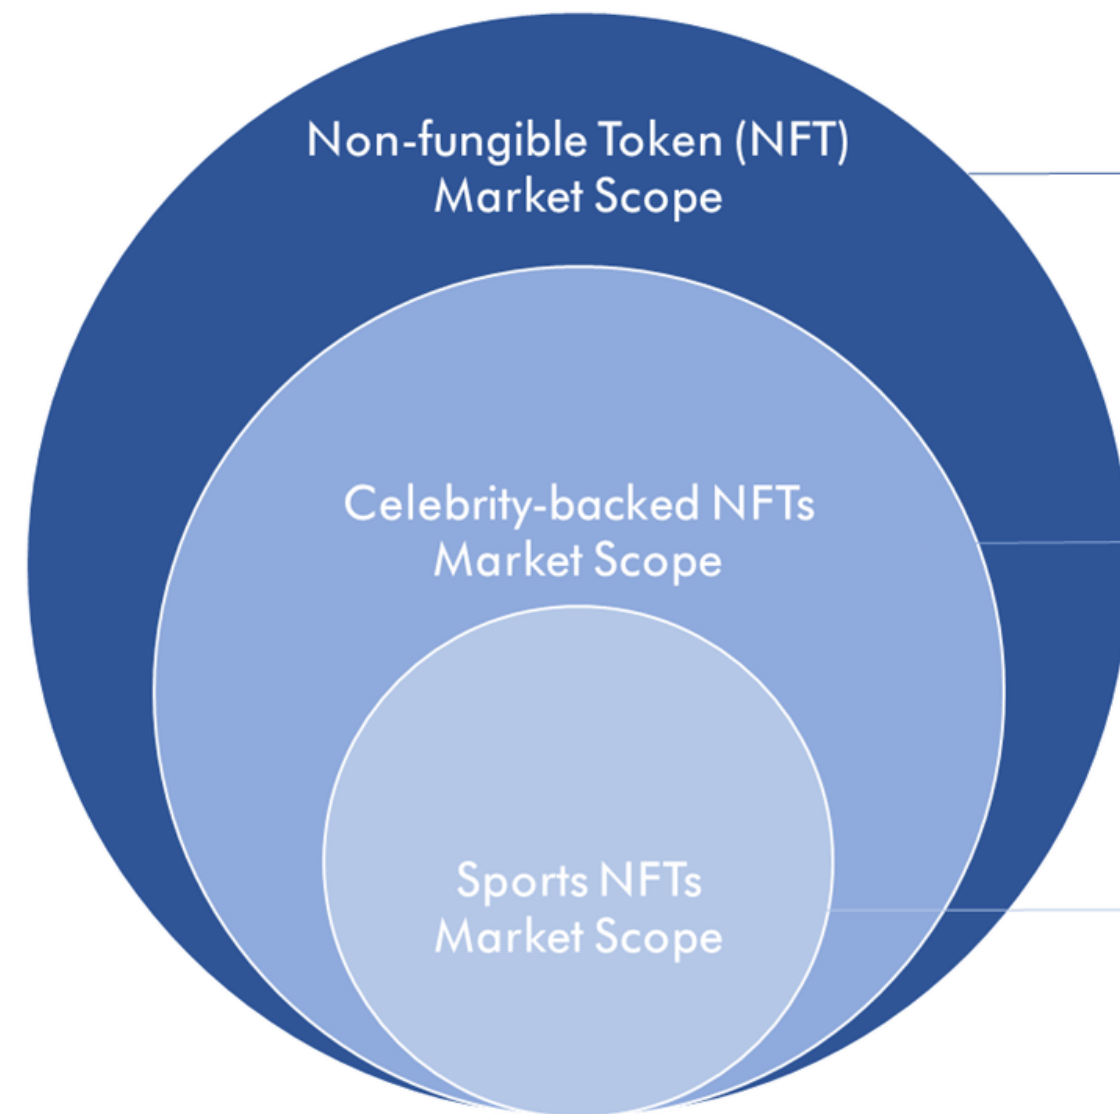 Non-fungible Token (NFT)
Market Scope
Celebrity-backed NFTs
Market Scope
Sports NFTs
Market Scope